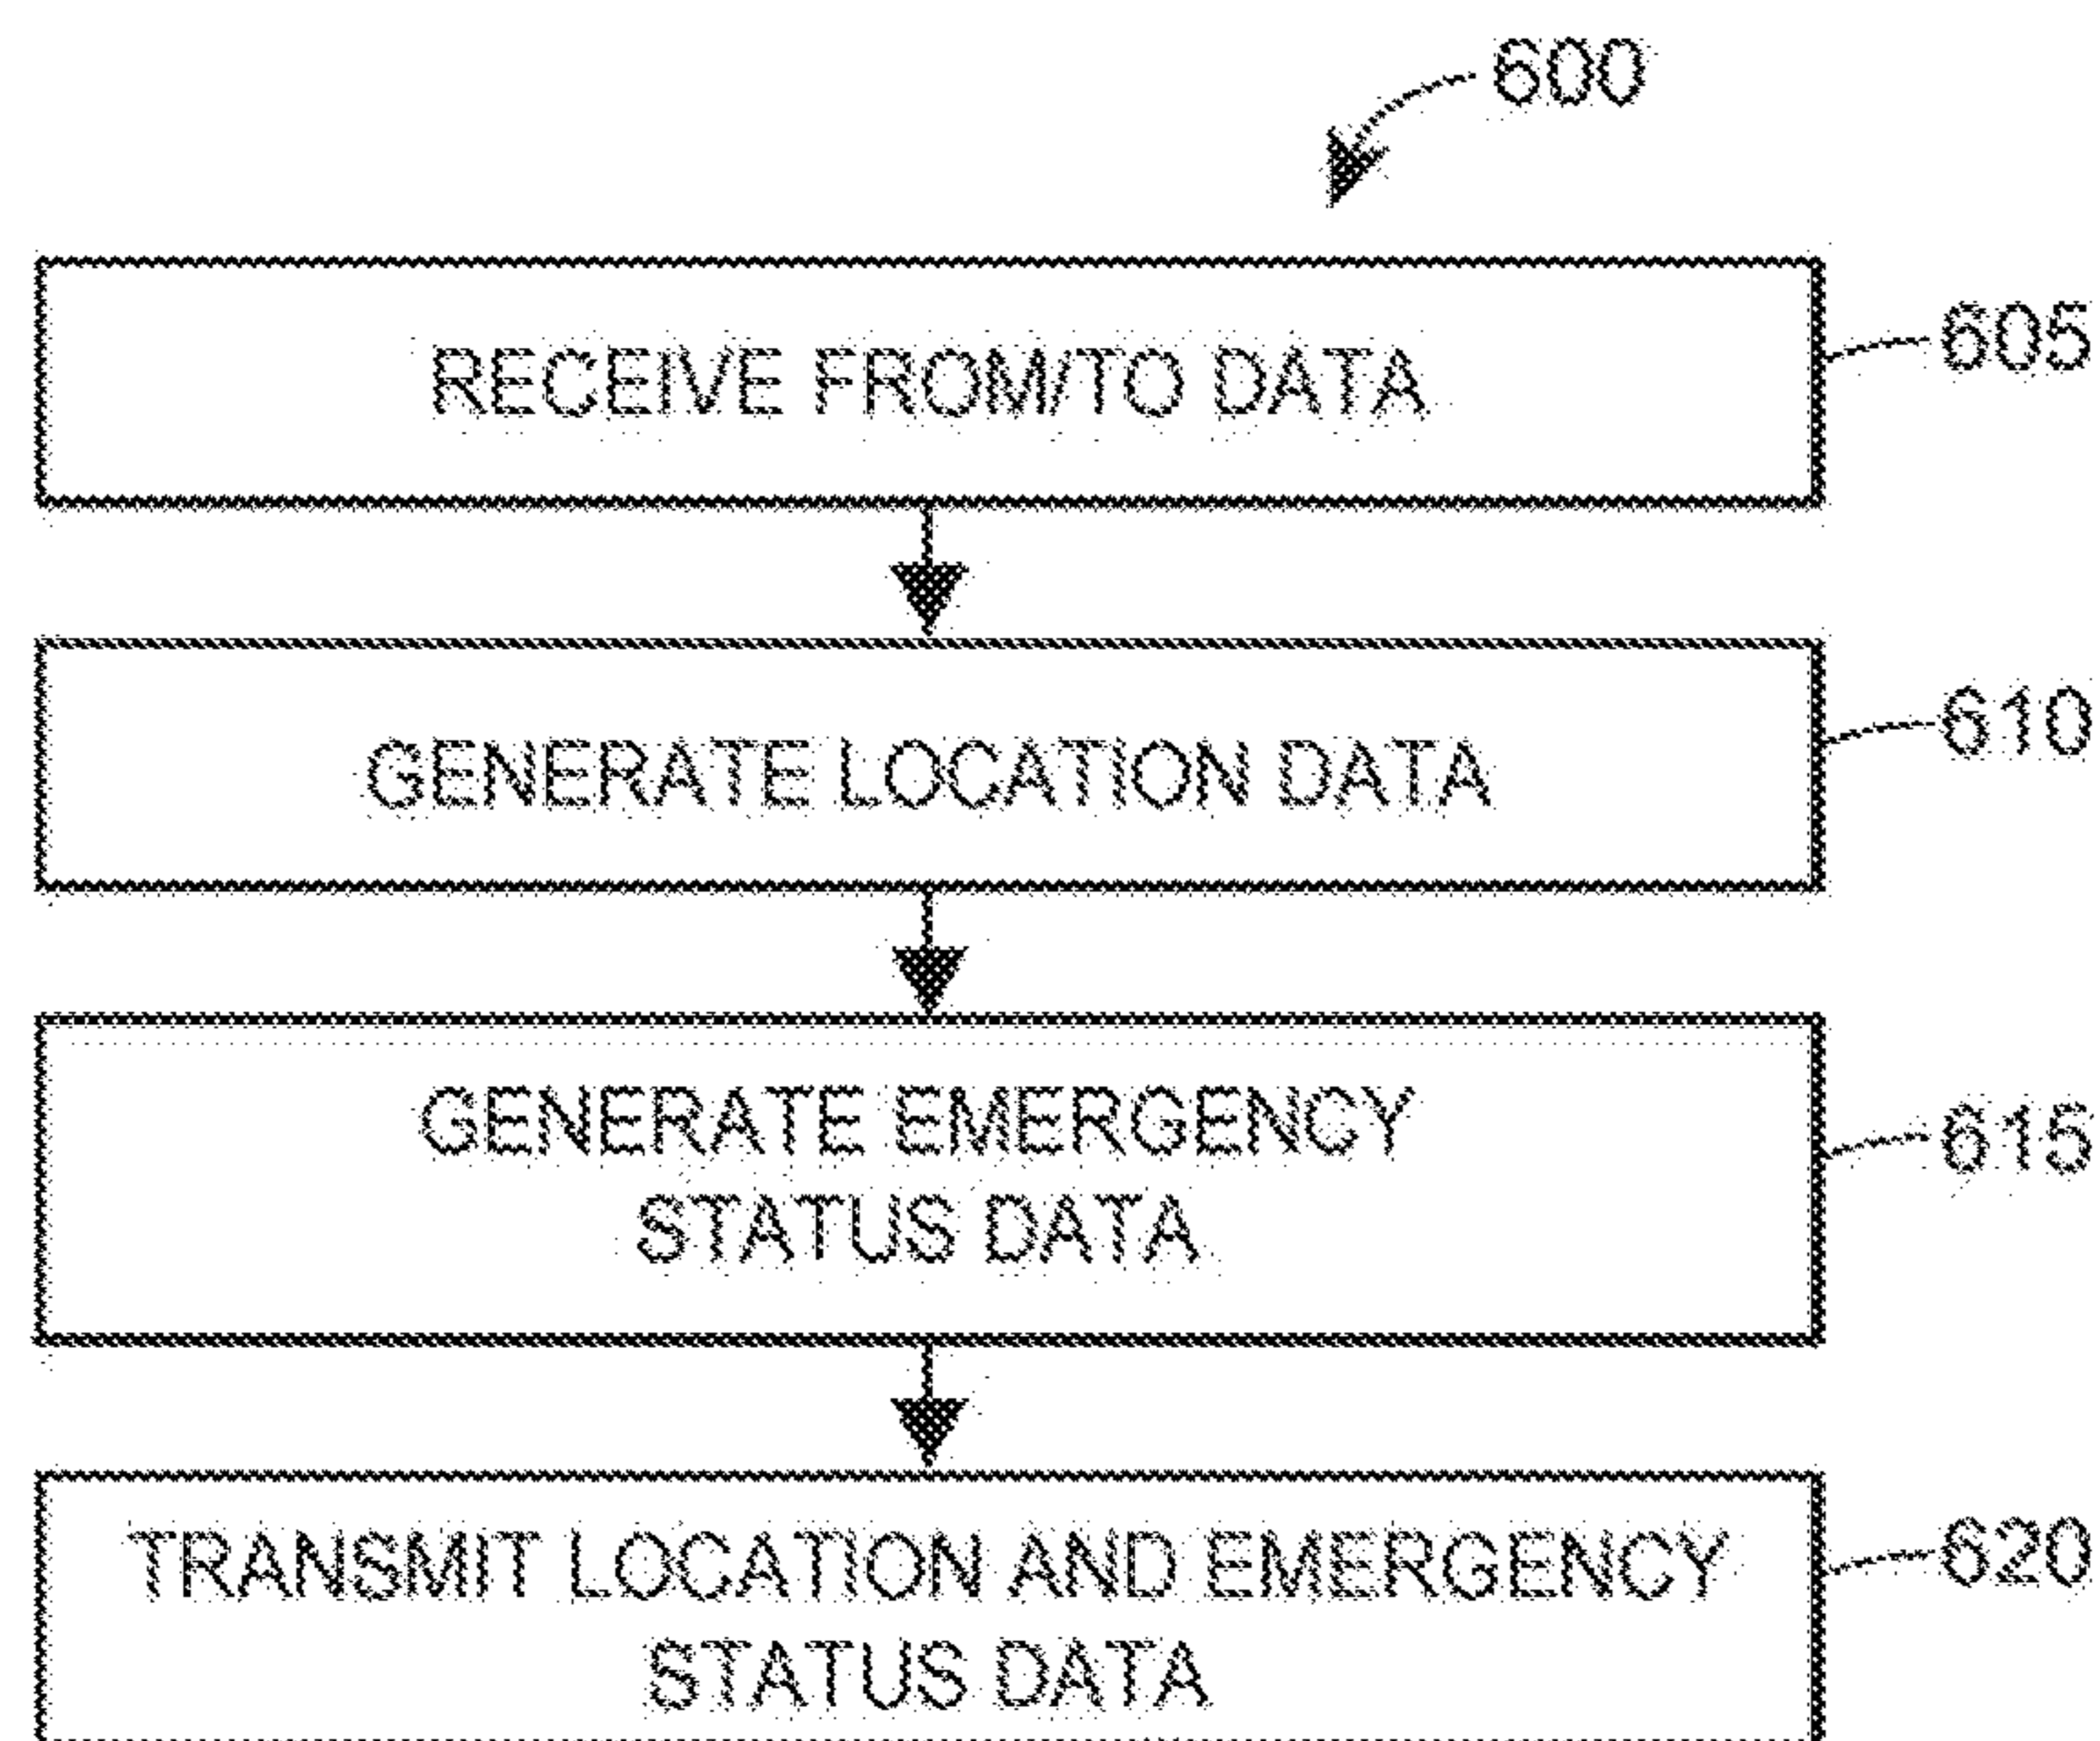 600
RECEIVE FROM/TO DATA
605
GENERATE LOCATION DATA
610
GENERATE EMERGENCY
STATUS DATA
615
TRANSMIT LOCATION AND EMERGENCY
STATUS DATA
620